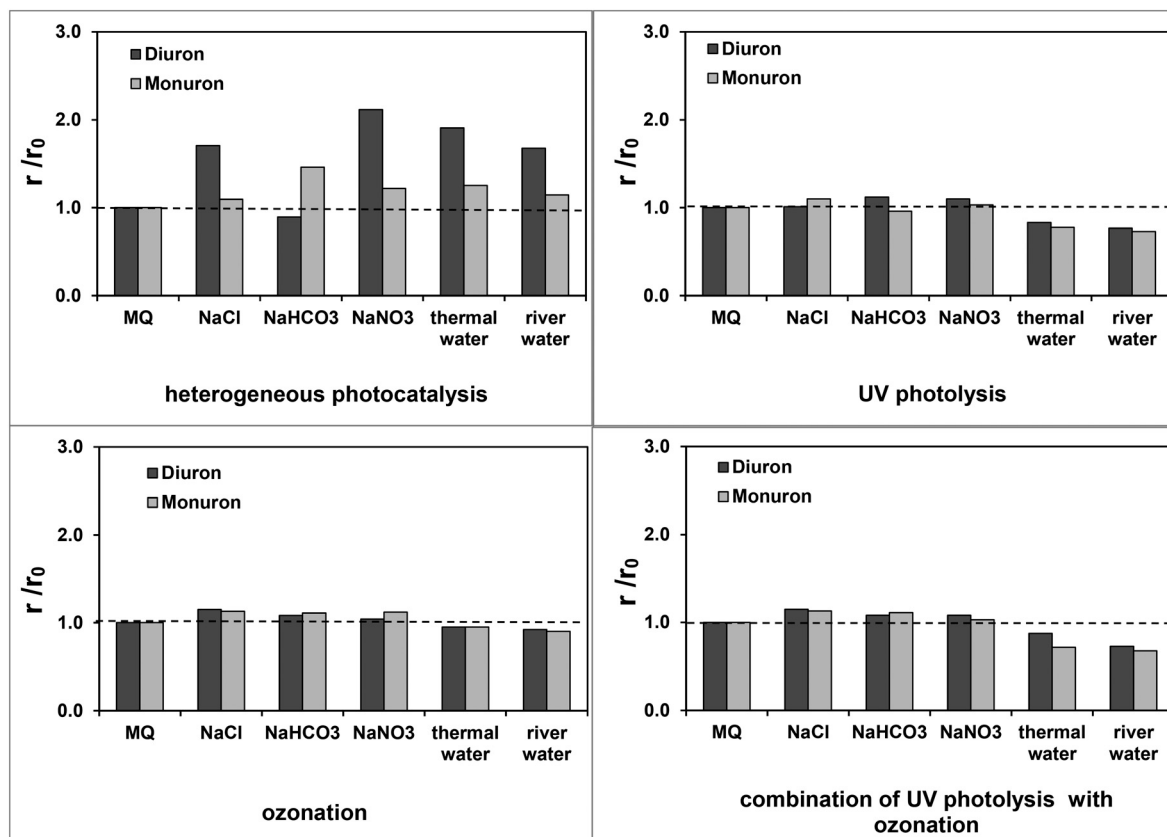 3.0
Diuron
Monuron
2.0
r /r0
1.0
0.0
MQ NaCl NaHCO3 NaNO3 thermal water river water
heterogeneous photocatalysis
3.0
Diuron
Monuron
2.0
r /r0
1.0
0.0
MQ NaCl NaHCO3 NaNO3 thermal water river water
UV photolysis
3.0
Diuron
Monuron
2.0
r /r0
1.0
0.0
MQ NaCl NaHCO3 NaNO3 thermal water river water
ozonation
3.0
Diuron
Monuron
2.0
r /r0
1.0
0.0
MQ NaCl NaHCO3 NaNO3 thermal water river water
combination of UV photolysis with
ozonation